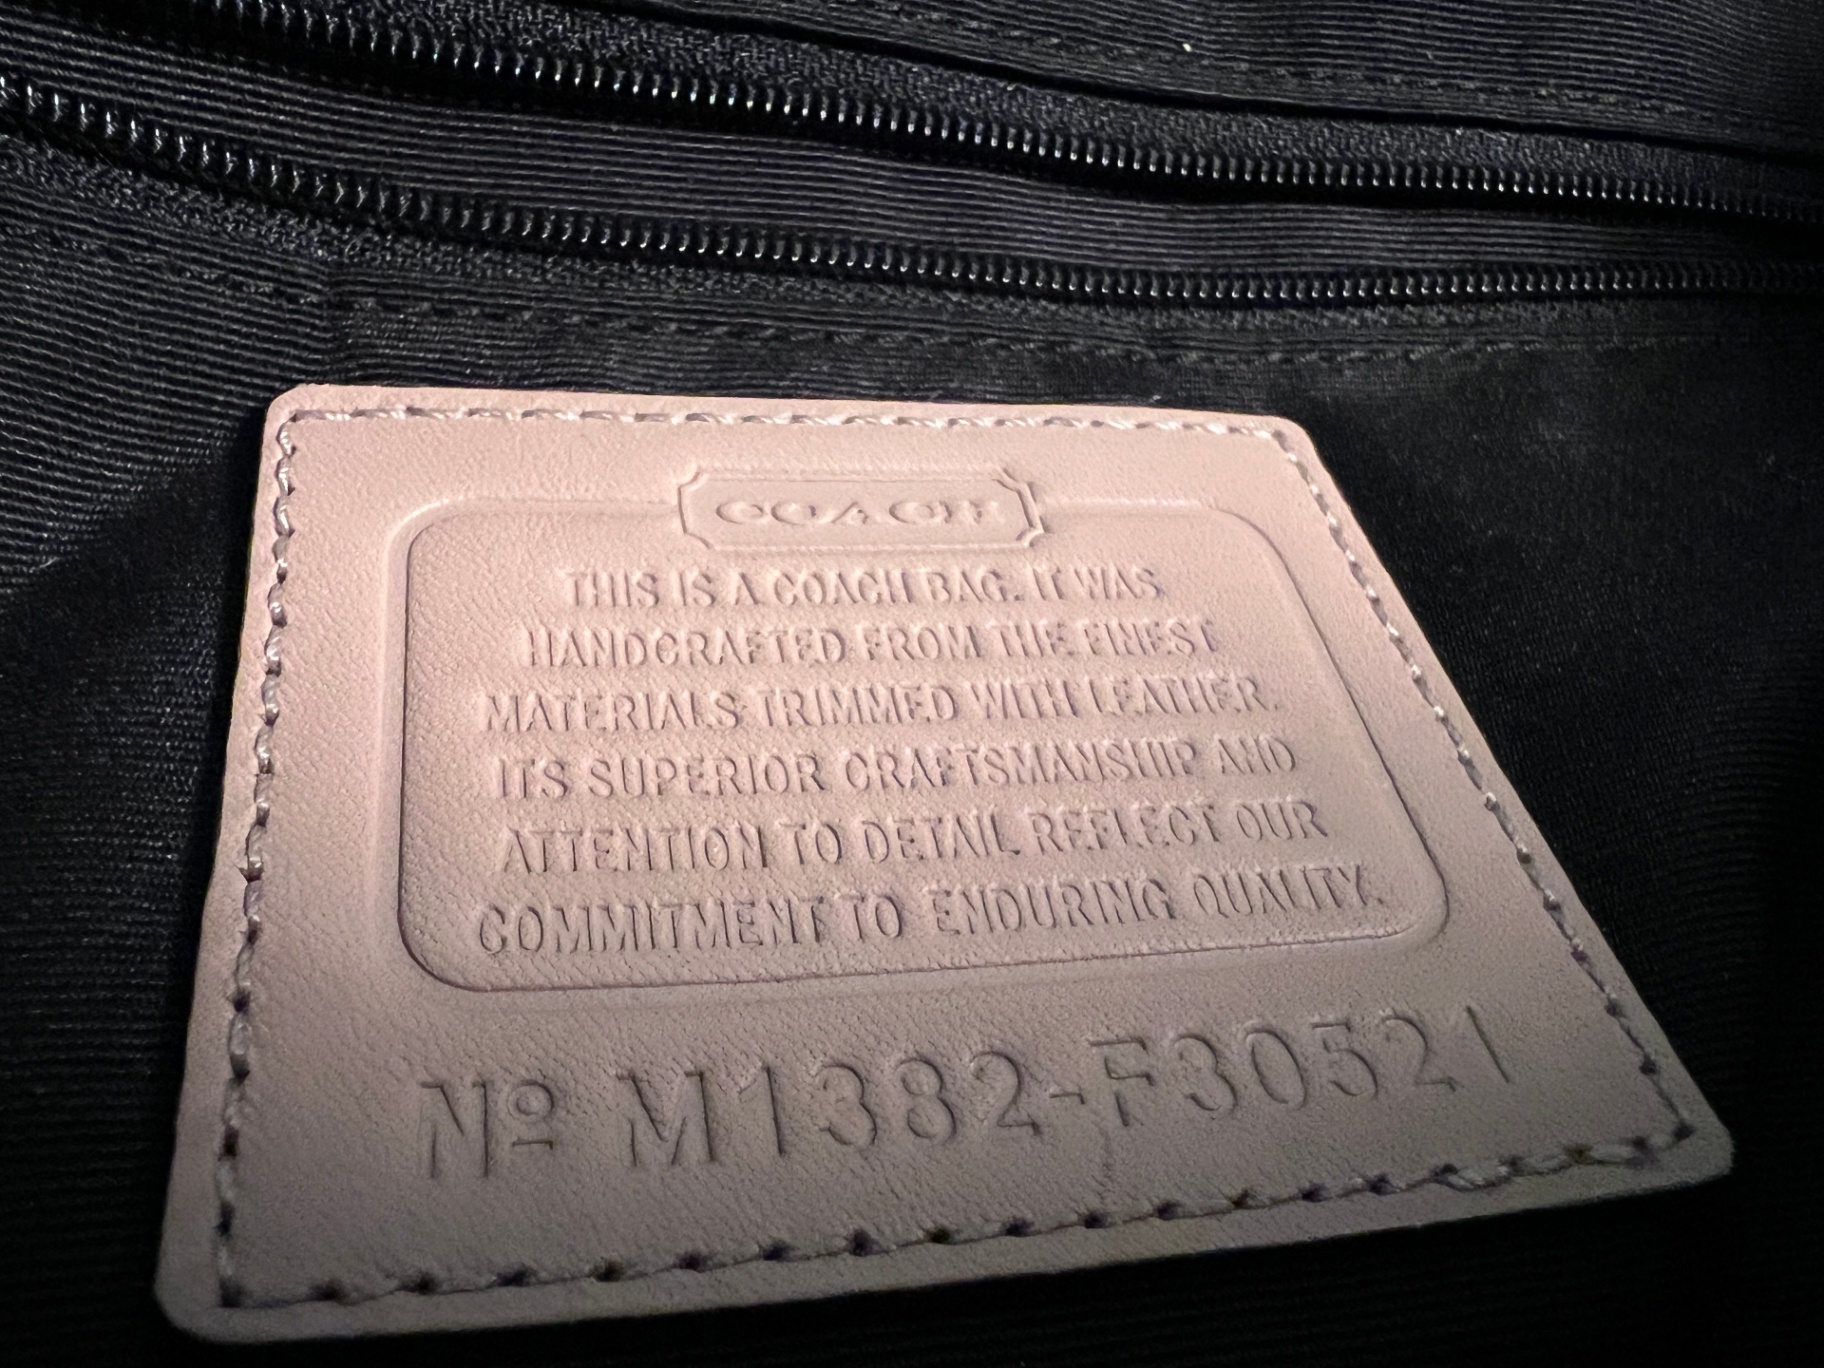 COACH
THIS IS A COACH BAG. IT WAS
HANDCRAFTED FROM THE FINEST
MATERIALS TRIMMED WITH LEATHER.
ITS SUPERIOR CRAFTSMANSHIP AND
ATTENTION TO DETAIL REFLECT OUR
COMMITMENT TO ENDURING QUALITY.
Nº M1382-F30521